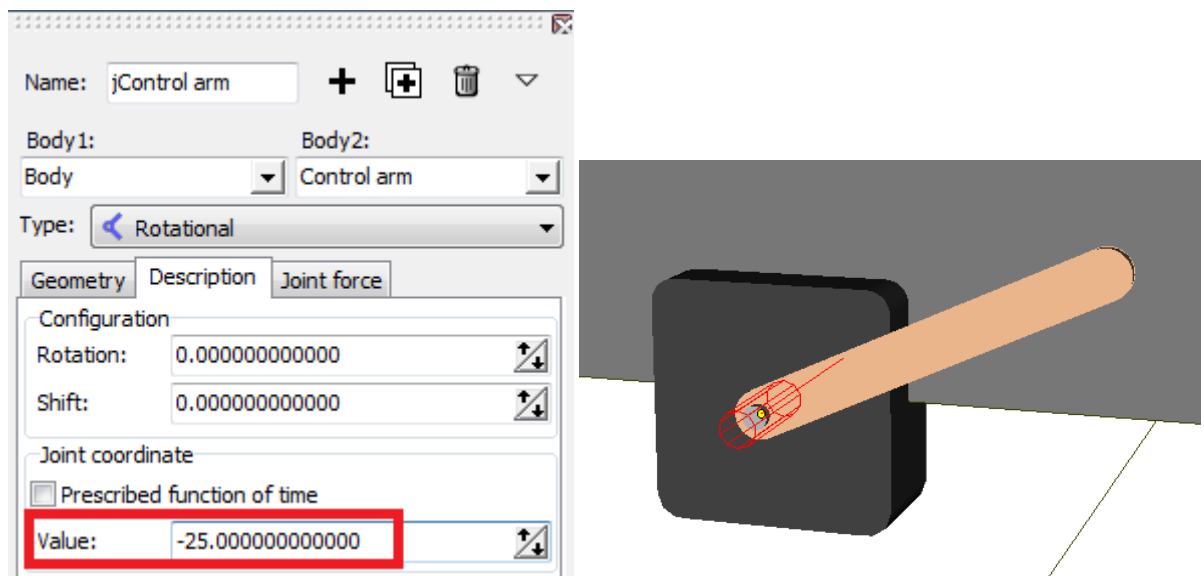 Name: jControl arm
Body1: Body2:
Body Control arm
Type: Rotational
Geometry Description Joint force
Configuration
Rotation: 0.000000000000
Shift: 0.000000000000
Joint coordinate
Prescribed function of time
Value: -25.000000000000